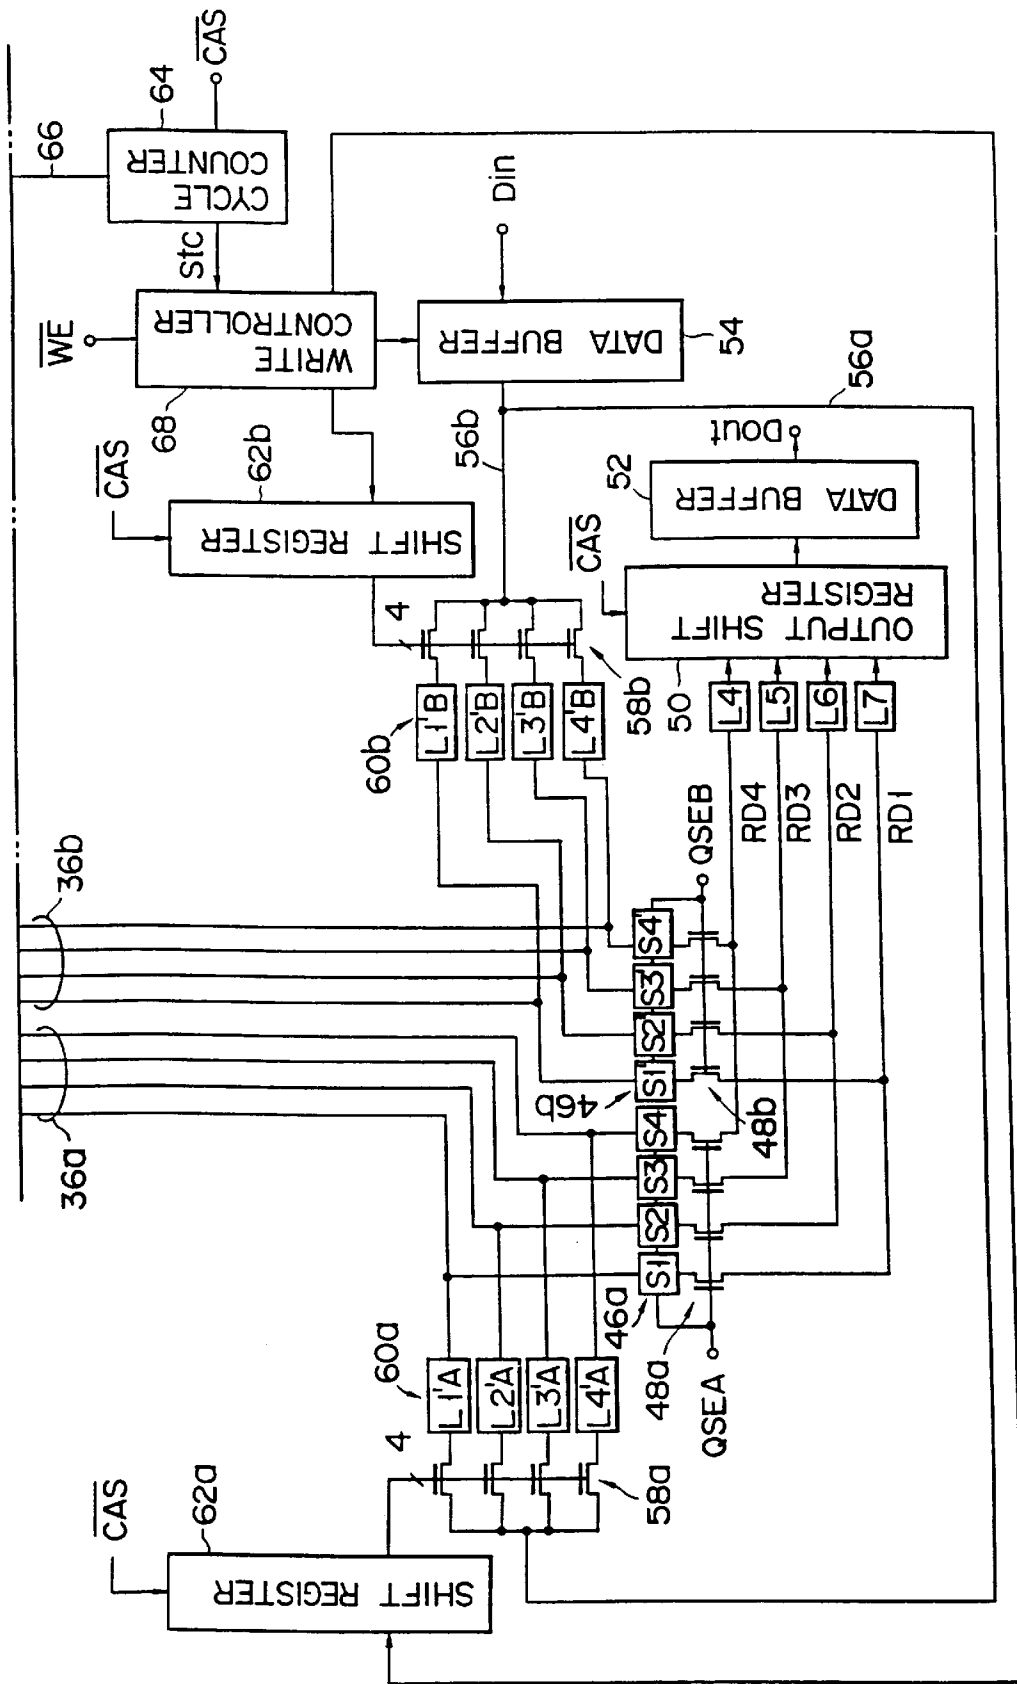 CAS
64
66
CYCLE
COUNTER
stc
WE
WRITE
CONTROLLER
68
Din
DATA BUFFER
54
CAS
62b
SHIFT REGISTER
56b
56a
Dout
52
DATA BUFFER
CAS
OUTPUT SHIFT
REGISTER
50
4
60b
L1'B
L2'B
L3'B
L4'B
58b
L4
L5
L6
L7
36b
36a
QSEB
RD4
RD3
RD2
RD1
S1'
S2'
S3'
S4'
46b
48b
S1
S2
S3
S4
46a
48a
QSEA
60a
L1'A
L2'A
L3'A
L4'A
4
58a
CAS
62a
SHIFT REGISTER